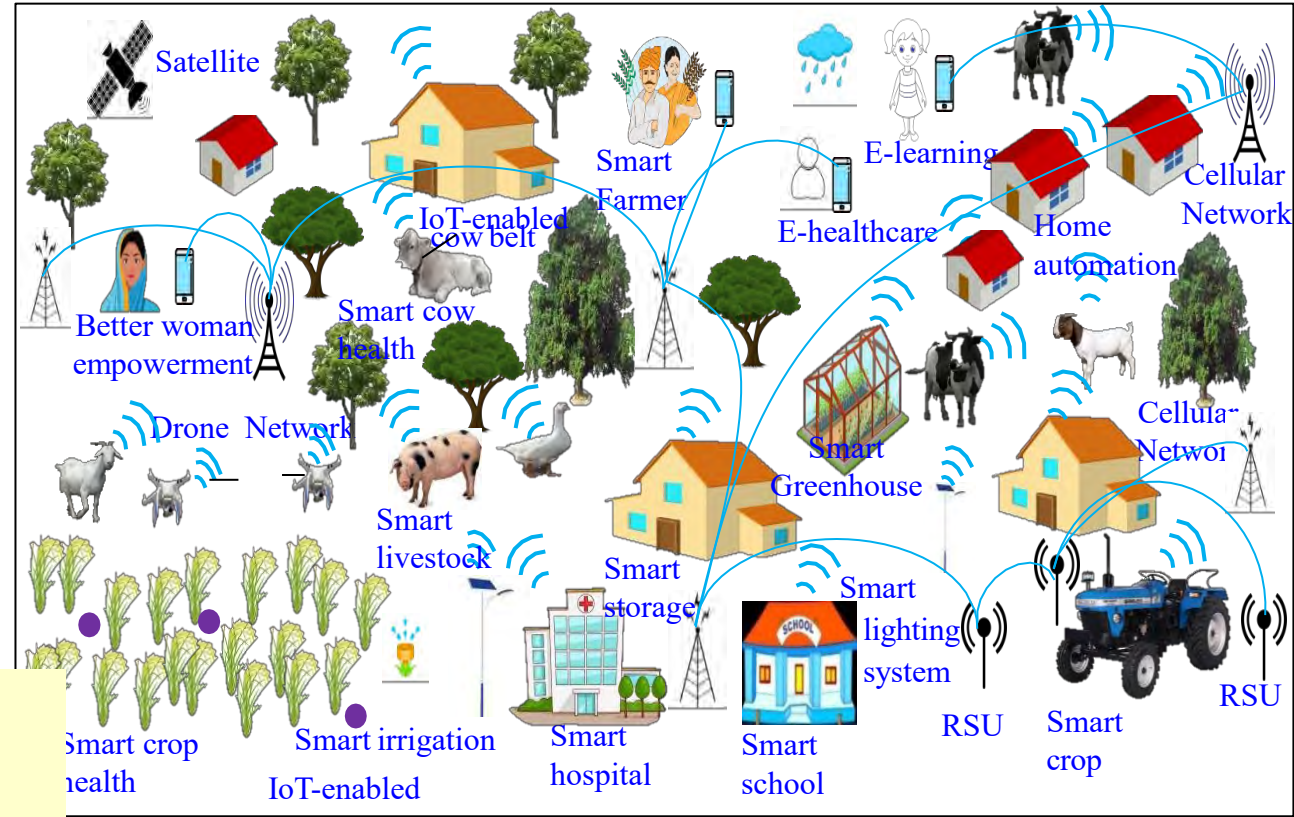 Satellite
Smart
Farmer
E-learning
Cellular
Network
IoT-enabled
cow belt
E-healthcare
Home
automation
Better woman
empowerment
Smart cow
health
Drone Network
Smart
livestock
Smart
Greenhouse
Cellular
Network
Smart
storage
Smart
lighting
system
SCHOOL
RSU
RSU
Smart crop
health
Smart irrigation
IoT-enabled
Smart
hospital
Smart
school
Smart
crop